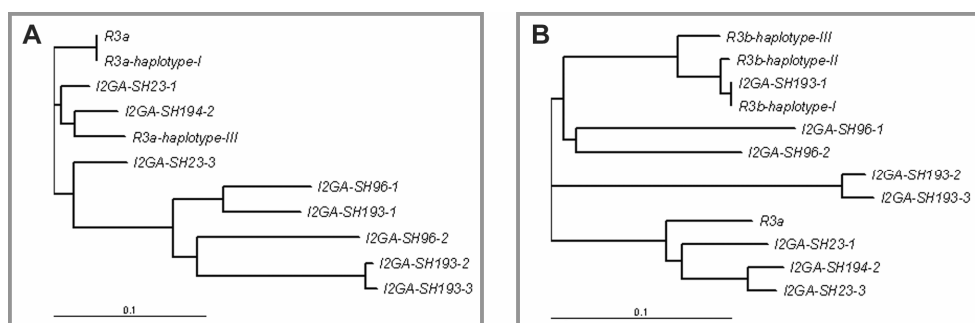 A
R3a
R3a-haplotype-I
I2GA-SH23-1
I2GA-SH194-2
R3a-haplotype-III
I2GA-SH23-3
I2GA-SH96-1
I2GA-SH193-1
I2GA-SH96-2
I2GA-SH193-2
I2GA-SH193-3
0.1
B
R3b-haplotype-III
R3b-haplotype-II
I2GA-SH193-1
R3b-haplotype-I
I2GA-SH96-1
I2GA-SH96-2
I2GA-SH193-2
I2GA-SH193-3
R3a
I2GA-SH23-1
I2GA-SH194-2
I2GA-SH23-3
0.1